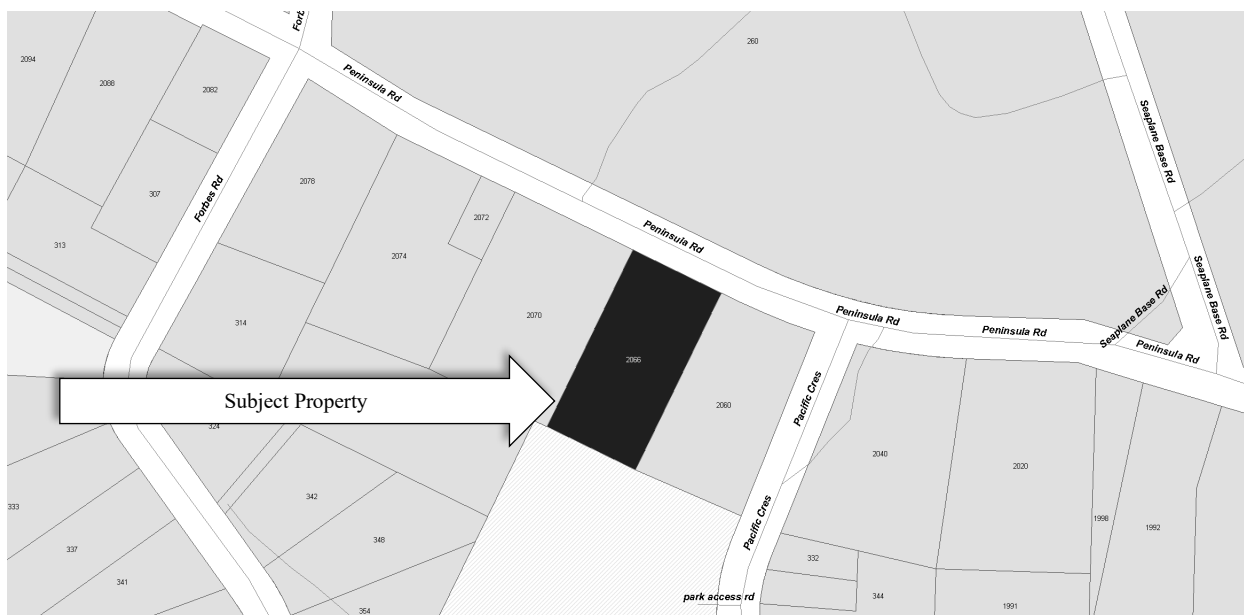 Forb
260
2094
2088
2082
Peninsula Rd
Seaplane Base Rd
307
Forbes Rd
2078
2072
313
2074
Peninsula Rd
Seaplane Base Rd
Seaplane Base Rd
314
2070
Peninsula Rd
Peninsula Rd
Peninsula Rd
2066
Subject Property
2060
Pacific Cres
324
2040
2020
342
333
348
Pacific Cres
1998
1992
337
332
341
344
354
park access rd
1991